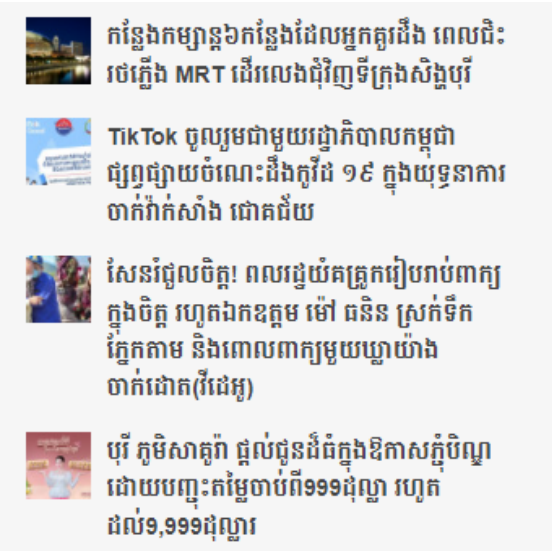 កន្លែងកម្សាន្ត៦កន្លែងដែលអ្នកគួរដឹង ពេលជិះ
រថភ្លើង MRT ដើរលេងជុំវិញទីក្រុងសិង្ហបុរី
TikTok ចូលរួមជាមួយរដ្ឋាភិបាលកម្ពុជា
ផ្សព្វផ្សាយចំណេះដឹងកូវីដ ១៩ ក្នុងយុទ្ធនាការ
ចាក់វ៉ាក់សាំង ជោគជ័យ
សែនរំជួលចិត្ត! ពលរដ្ឋយំគគ្រូករៀបរាប់ពាក្យ
ក្នុងចិត្ត រហូតឯកឧត្តម ម៉ៅ ធនិន ស្រក់ទឹក
ភ្នែកតាម និងពោលពាក្យមួយឃ្លាយ៉ាង
ចាក់ដោត(វីដេអូ)
បុរី ភូមិសាគូរ៉ា ផ្តល់ជូនដ៏ធំក្នុងឱកាសភ្ជុំបិណ្ឌ
ដោយបញ្ចុះតម្លៃចាប់ពី999ដុល្លា រហូត
ដល់9,999ដុល្លារ